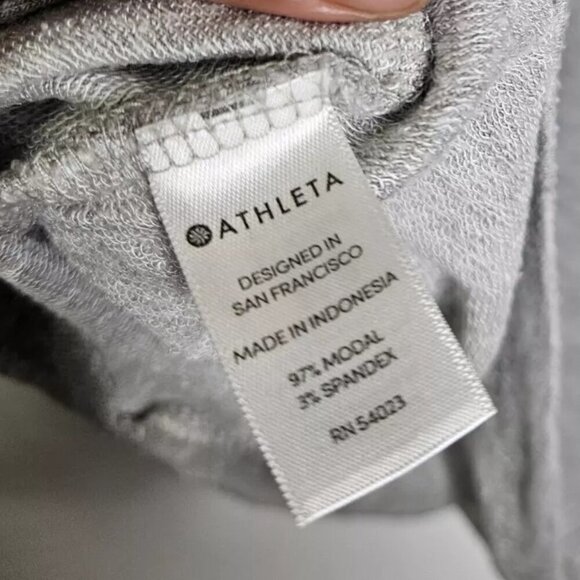 ATHLETA
DESIGNED IN
SAN FRANCISCO
MADE IN INDONESIA
97% MODAL
3% SPANDEX
RN 54023